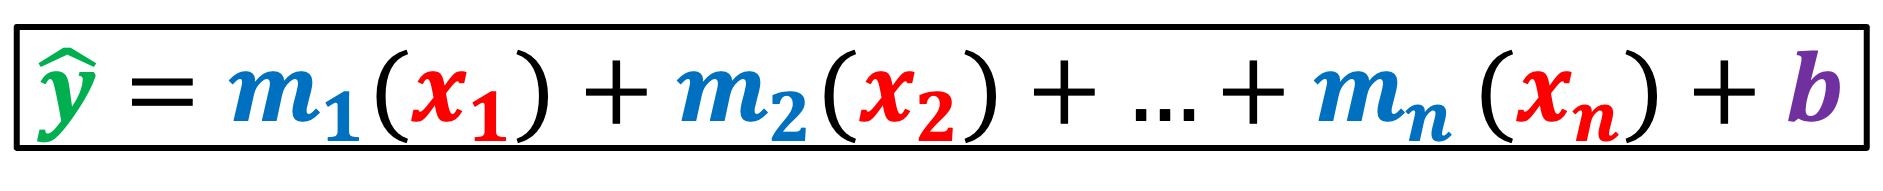 ŷ = m₁(x₁) + m₂(x₂) + … + mₙ (xₙ) + b